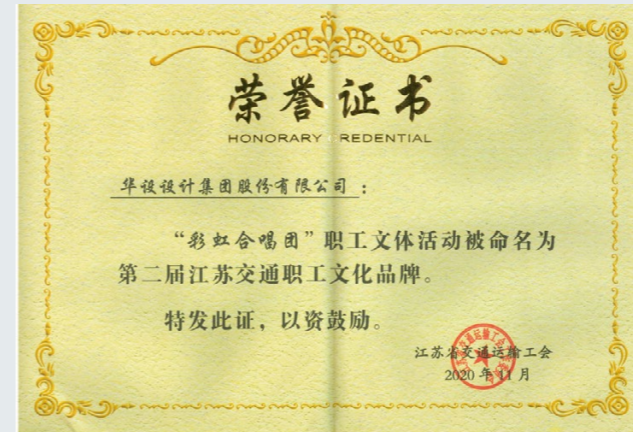 荣誉证书
HONORARY CREDENTIAL
华设设计集团股份有限公司：
“彩虹合唱团”职工文体活动被命名为
第二届江苏交通职工文化品牌。
特发此证，以资鼓励。
江苏省交通运输工会
2020年11月